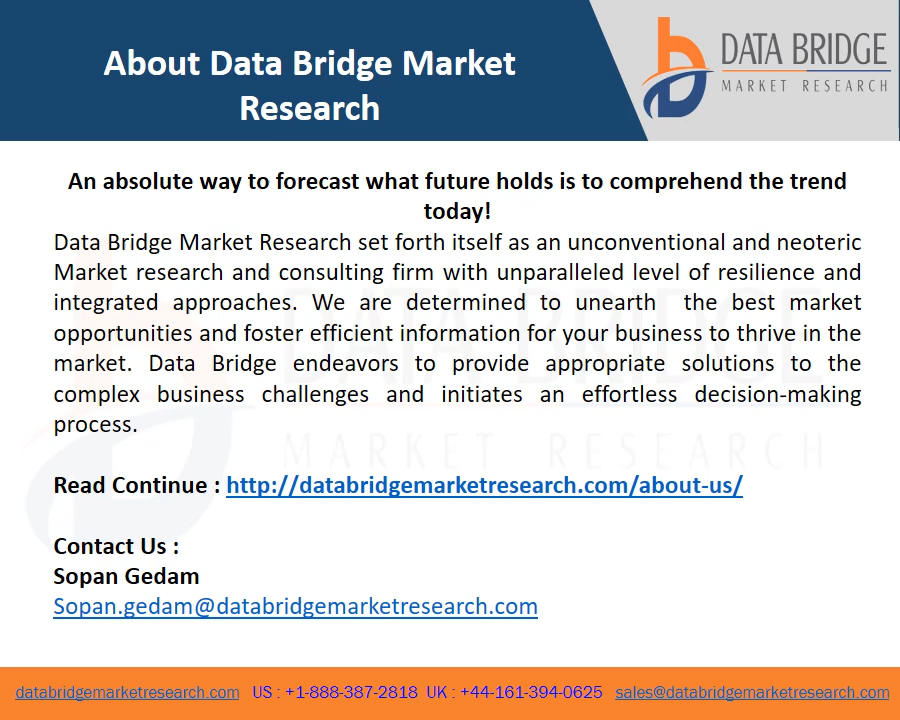 About Data Bridge Market
Research
DATA BRIDGE
MARKET RESEARCH
An absolute way to forecast what future holds is to comprehend the trend
today!
Data Bridge Market Research set forth itself as an unconventional and neoteric
Market research and consulting firm with unparalleled level of resilience and
integrated approaches. We are determined to unearth the best market
opportunities and foster efficient information for your business to thrive in the
market. Data Bridge endeavors to provide appropriate solutions to the
complex business challenges and initiates an effortless decision-making
process.
DATA BRIDGE
MARKET RESEARCH
Read Continue : http://databridgemarketresearch.com/about-us/
Contact Us :
Sopan Gedam
Sopan.gedam@databridgemarketresearch.com
databridgemarketresearch.com US : +1-888-387-2818 UK : +44-161-394-0625 sales@databridgemarketresearch.com